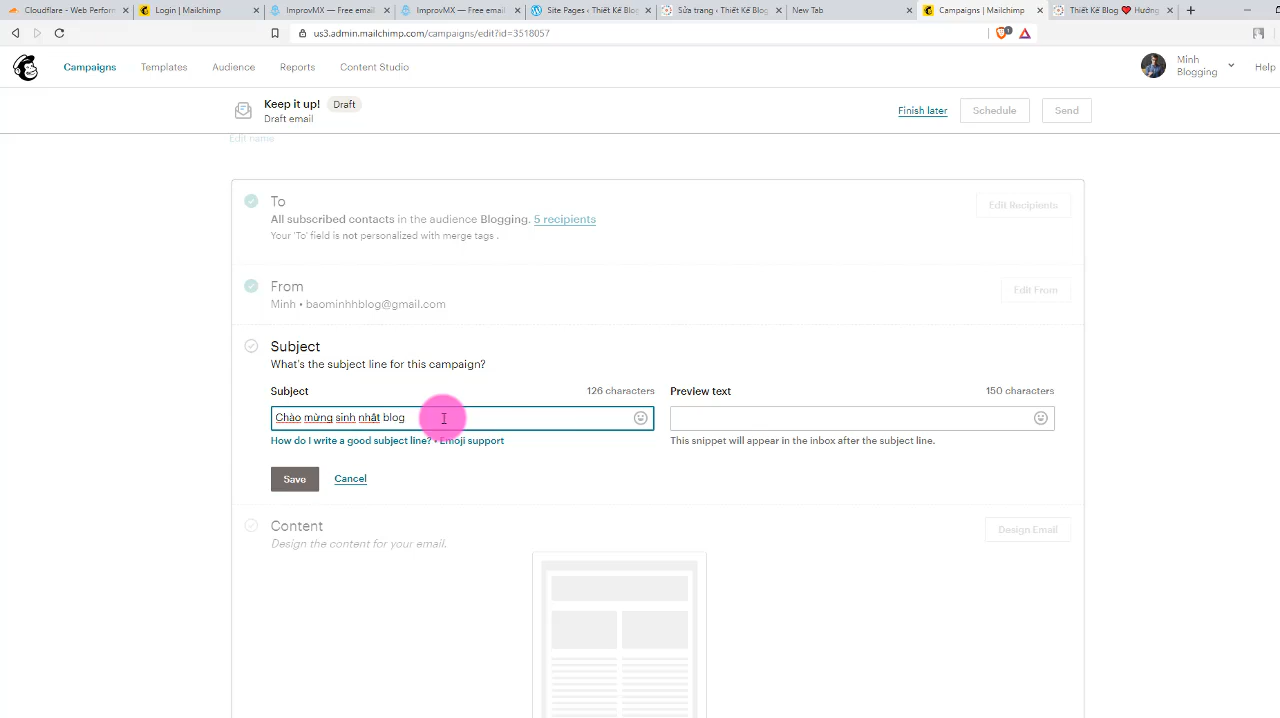 Cloudflare - Web Perform
Login | Mailchimp
ImprovMX — Free email
ImprovMX — Free email
Site Pages ‹ Thiết Kế Blog
Sửa trang ‹ Thiết Kế Blog
New Tab
Campaigns | Mailchimp
Thiết Kế Blog ❤ Hướng
us3.admin.mailchimp.com/campaigns/edit?id=3518057
Campaigns
Templates
Audience
Reports
Content Studio
Minh
Blogging
Help
Keep it up! Draft
Draft email
Finish later
Schedule
Send
Edit name
To
All subscribed contacts in the audience Blogging. 5 recipients
Your 'To' field is not personalized with merge tags .
Edit Recipients
From
Minh • baominhhblog@gmail.com
Edit From
Subject
What's the subject line for this campaign?
Subject 126 characters
Chào mừng sinh nhật blog
How do I write a good subject line? • Emoji support
Preview text 150 characters
This snippet will appear in the inbox after the subject line.
Save
Cancel
Content
Design the content for your email.
Design Email